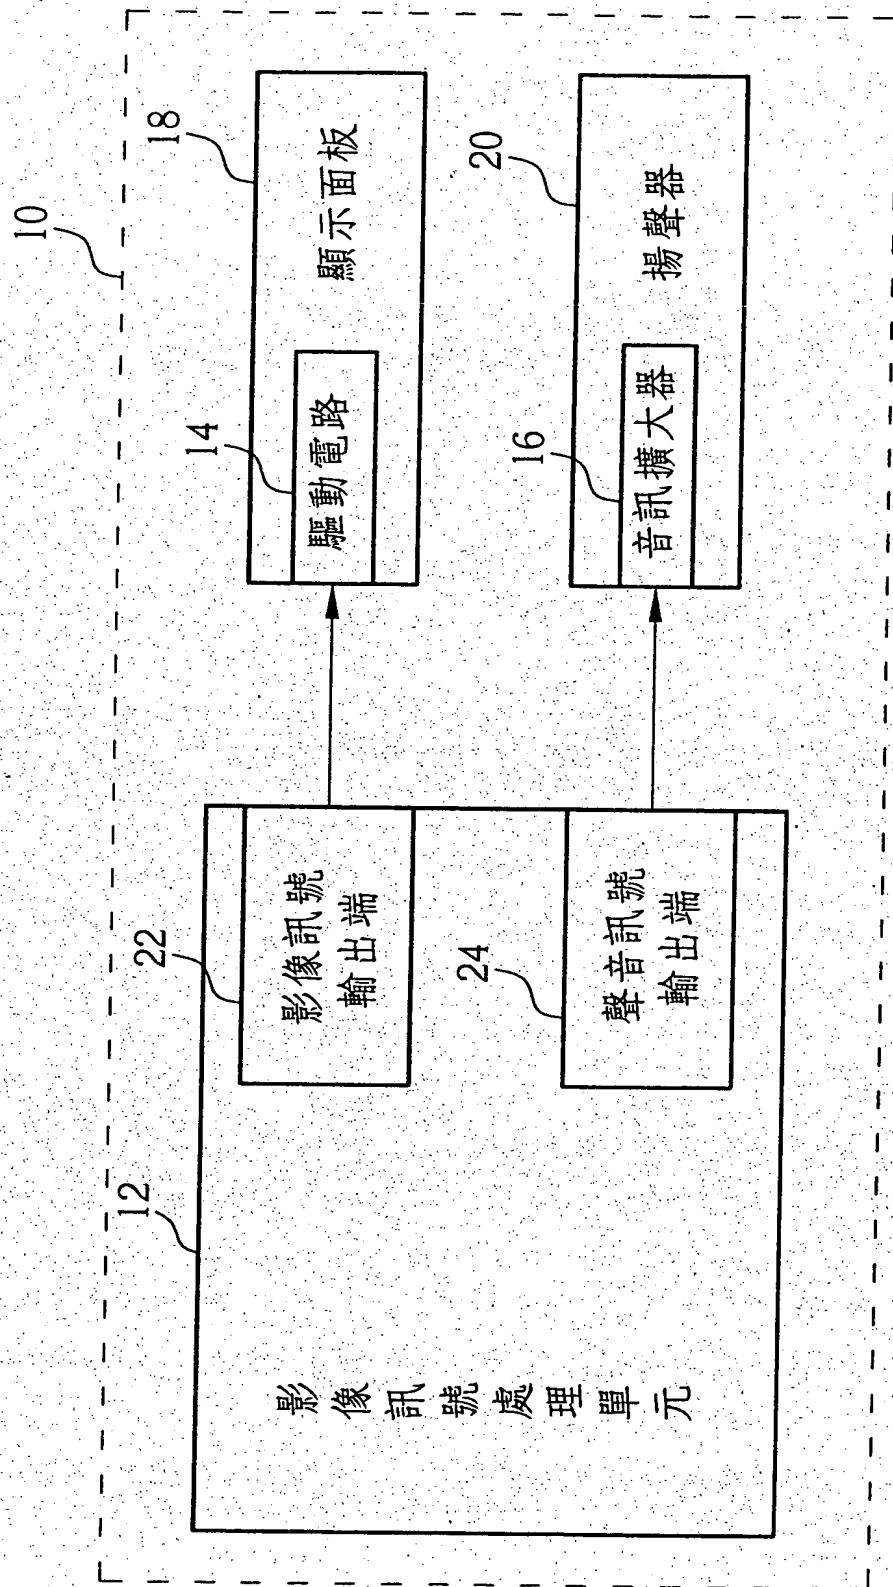 10
12
影像訊號處理單元
22
影像訊號
輸出端
24
聲音訊號
輸出端
14
驅動電路
18
顯示面板
16
音訊擴大器
20
揚聲器